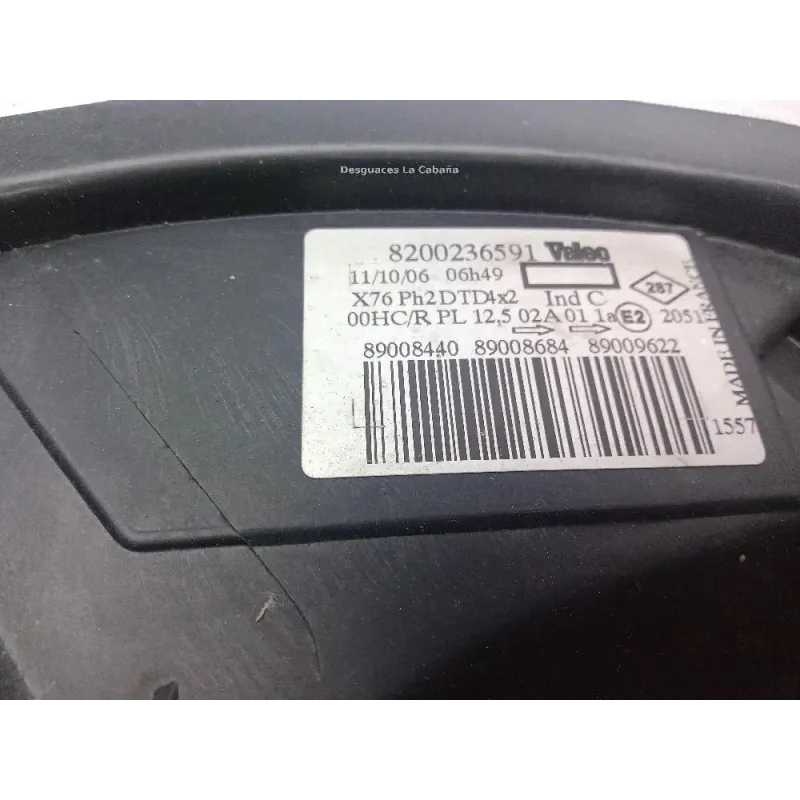 Desguaces La Cabaña
8200236591 Valeo
11/10/06 06h49
287
X76 Ph2 DTD4x2 Ind C
00HC/R PL 12,5 02A 01 1a E2 2051
89008440 89008684 89009622
1557
MADE IN FRANCE